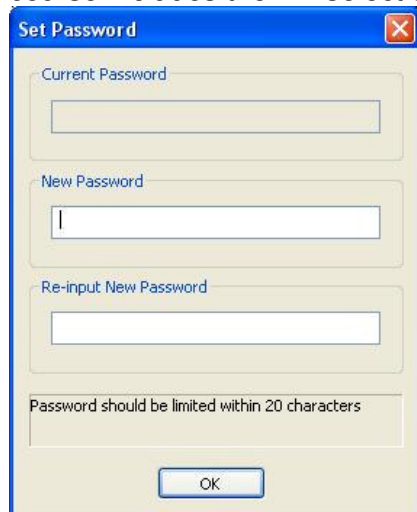 Set Password
Current Password
New Password
Re-input New Password
Password should be limited within 20 characters
OK